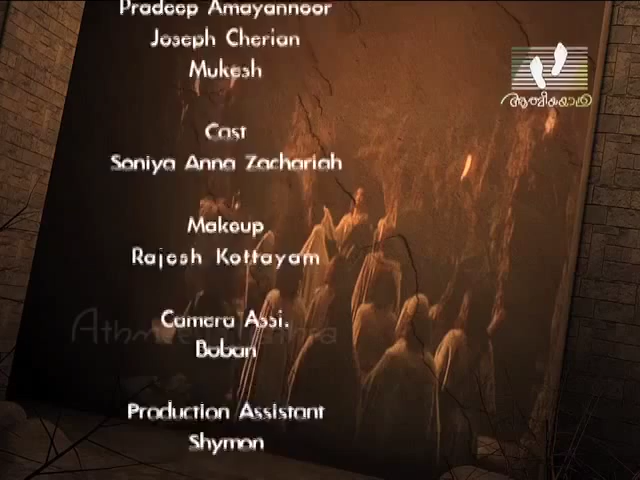 Pradeep Amayannoor
Joseph Cherian
Mukesh
ആത്മീയയാത്ര
Cast
Soniya Anna Zachariah
Makeup
Rajesh Kottayam
Camera Assi.
Boban
Production Assistant
Shymon